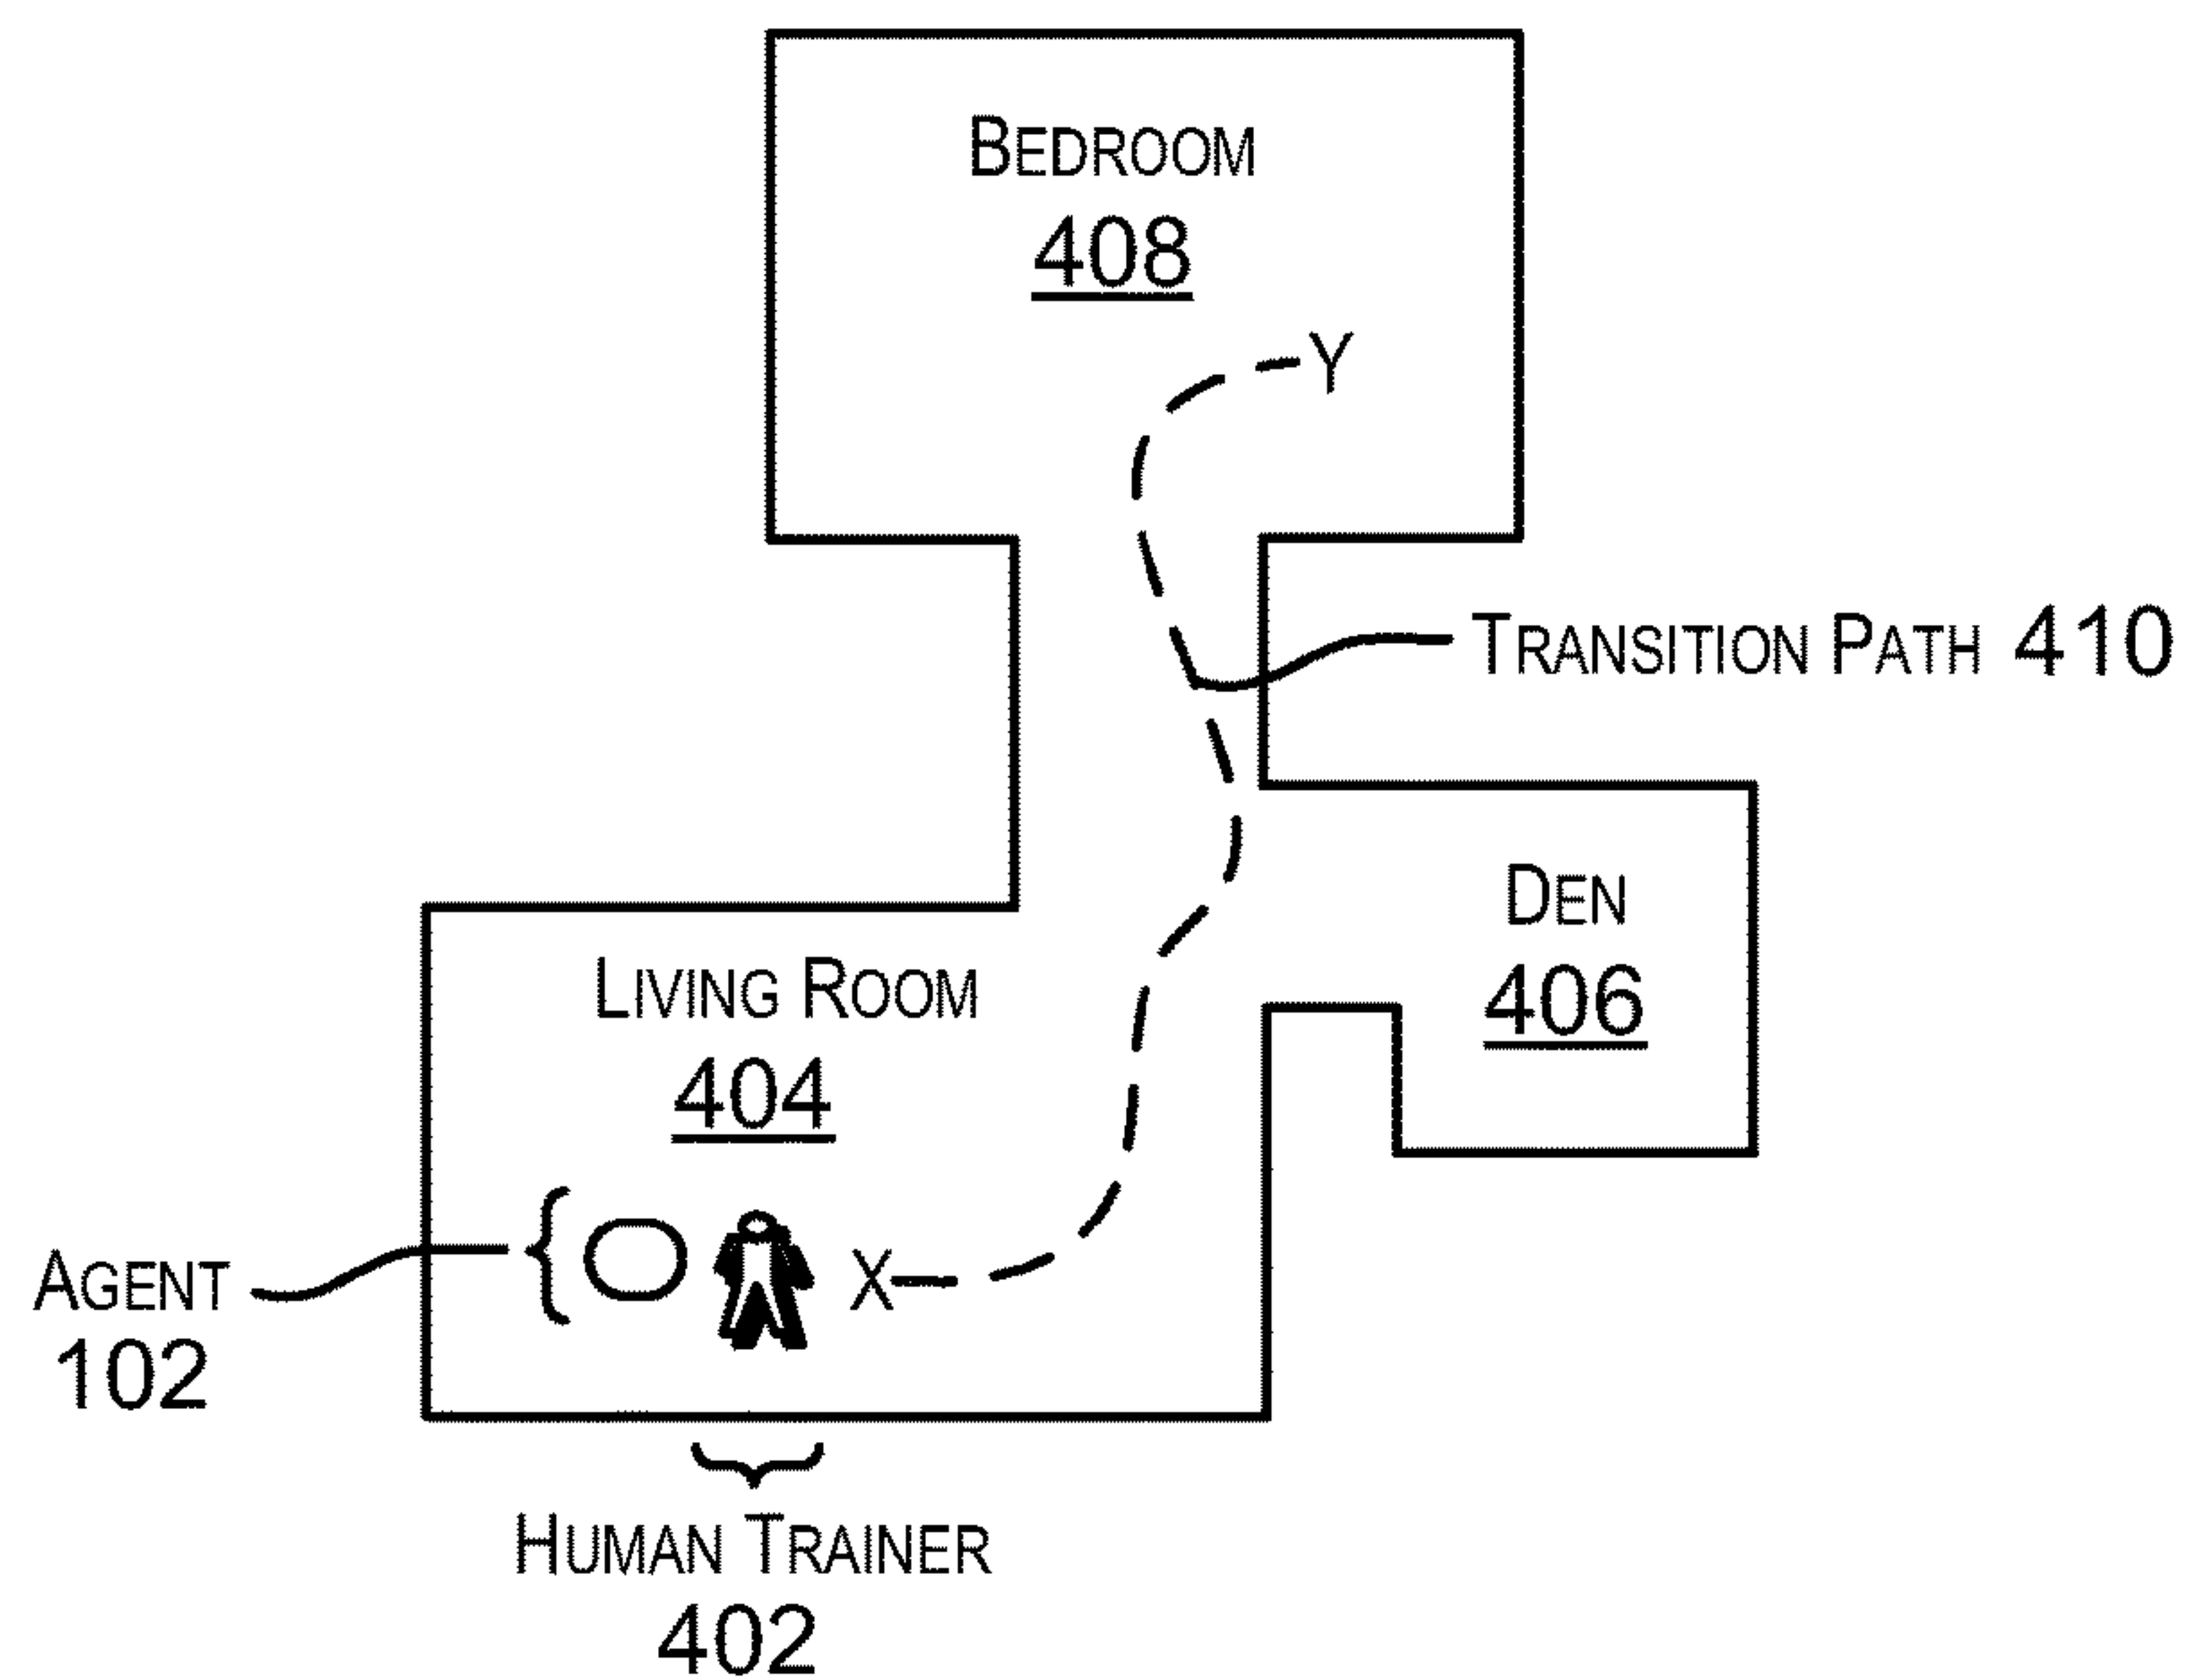 BEDROOM
408
Y
TRANSITION PATH 410
DEN
406
LIVING ROOM
404
X
AGENT
102
HUMAN TRAINER
402